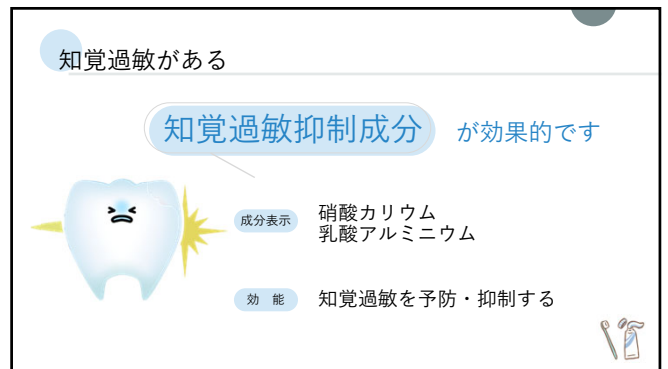 知覚過敏がある
知覚過敏抑制成分 が効果的です
成分表示 硝酸カリウム
乳酸アルミニウム
効 能 知覚過敏を予防・抑制する